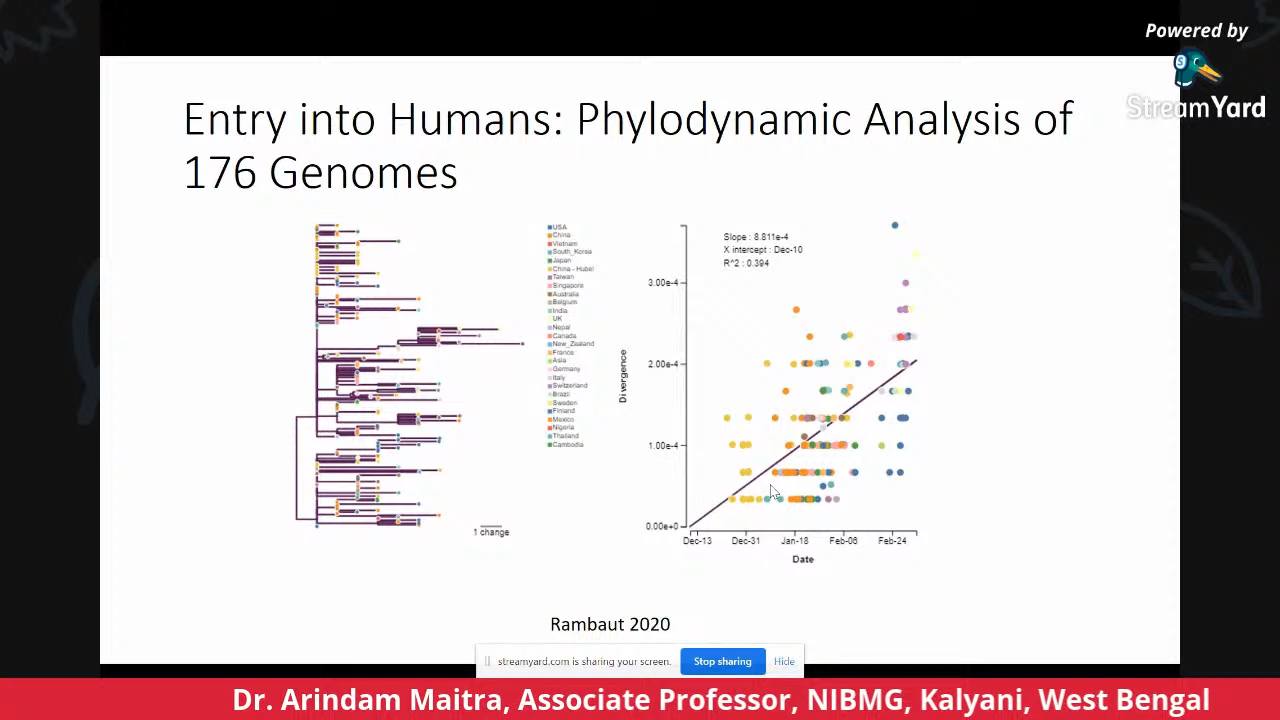 Powered by
StreamYard
Entry into Humans: Phylodynamic Analysis of
176 Genomes
USA
China
Vietnam
South_Korea
Japan
China - Hubei
Taiwan
Singapore
Australia
Belgium
India
UK
Nepal
Canada
New_Zealand
France
Asia
Germany
Italy
Switzerland
Brazil
Sweden
Finland
Mexico
Nigeria
Thailand
Cambodia
1 change
Slope : 8.811e-4
X intercept : Dec-10
R^2 : 0.394
Divergence
3.00e-4
2.00e-4
1.00e-4
0.00e+0
Dec-13 Dec-31 Jan-18 Feb-06 Feb-24
Date
Rambaut 2020
streamyard.com is sharing your screen. Stop sharing Hide
Dr. Arindam Maitra, Associate Professor, NIBMG, Kalyani, West Bengal